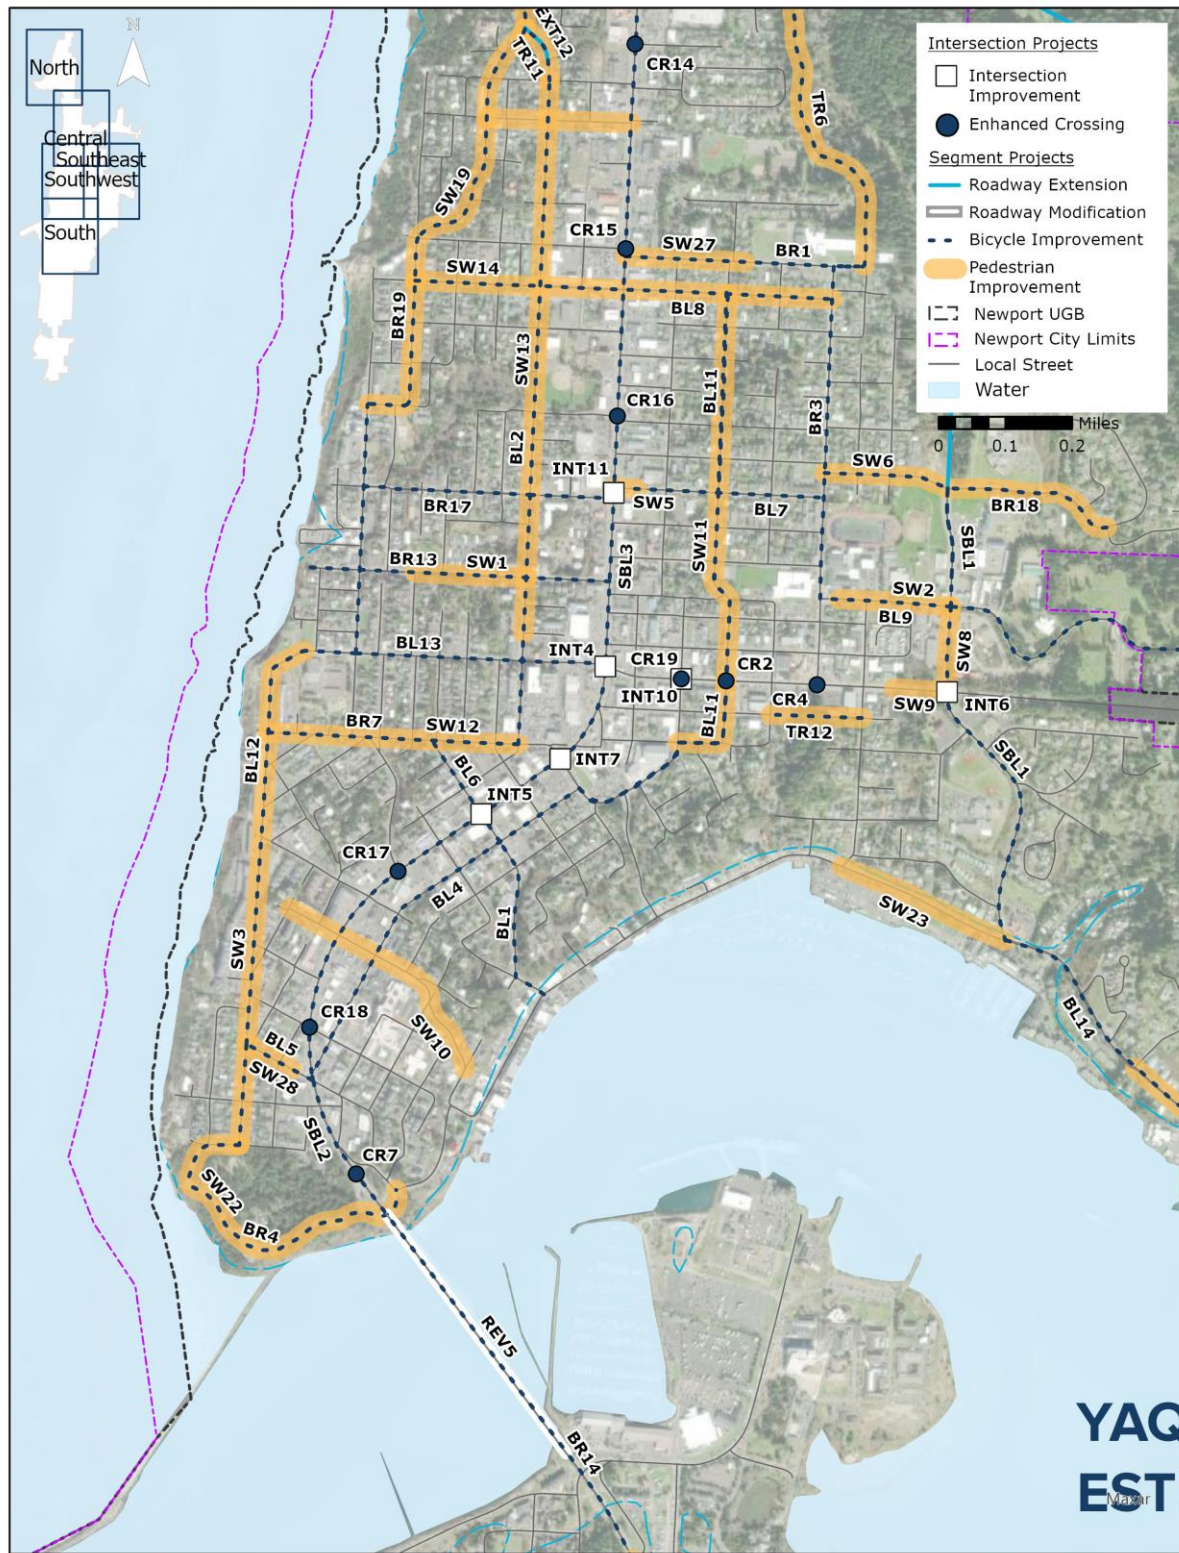 N
North
Central
Southeast
Southwest
South
Intersection Projects
Intersection
Improvement
Enhanced Crossing
Segment Projects
Roadway Extension
Roadway Modification
Bicycle Improvement
Pedestrian
Improvement
Newport UGB
Newport City Limits
Local Street
Water
Miles
0 0.1 0.2
EXT12
TR11
CR14
TR6
SW19
CR15
SW27
BR1
SW14
BL8
BR19
SW13
BL11
BR3
CR16
BL2
SW6
INT11
BR17
SW5
BL7
BR18
SBL1
SW11
SBL3
BR13
SW1
SW2
BL9
SW8
BL13
INT4
CR19
CR2
INT10
CR4
SW9
INT6
BL11
TR12
BR7
SW12
BL12
BL6
INT7
SBL1
INT5
CR17
BL4
BL1
SW23
SW3
CR18
SW10
BL14
BL5
SW28
SBL2
CR7
SW22
BR4
REV5
BR14
YAQ
EST
Maxar